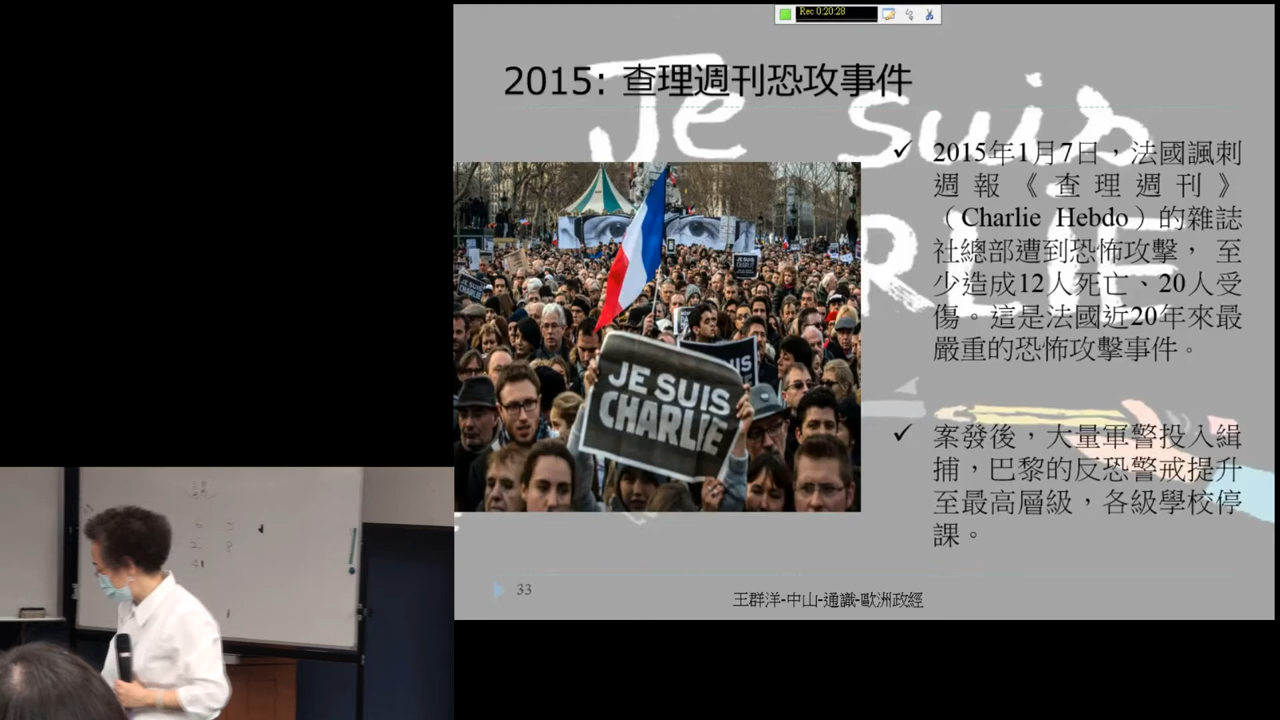 Rec 0:20:28
2015: 查理週刊恐攻事件
Je suis
RLIE
2015年1月7日，法國諷刺
週報《查理週刊》
（Charlie Hebdo）的雜誌
社總部遭到恐怖攻擊， 至
少造成12人死亡、20人受
傷。這是法國近20年來最
嚴重的恐怖攻擊事件。
案發後，大量軍警投入緝
捕，巴黎的反恐警戒提升
至最高層級，各級學校停
課。
JE SUIS
UIS
JE SUIS
CHARLIE
33
王群洋-中山-通識-歐洲政經